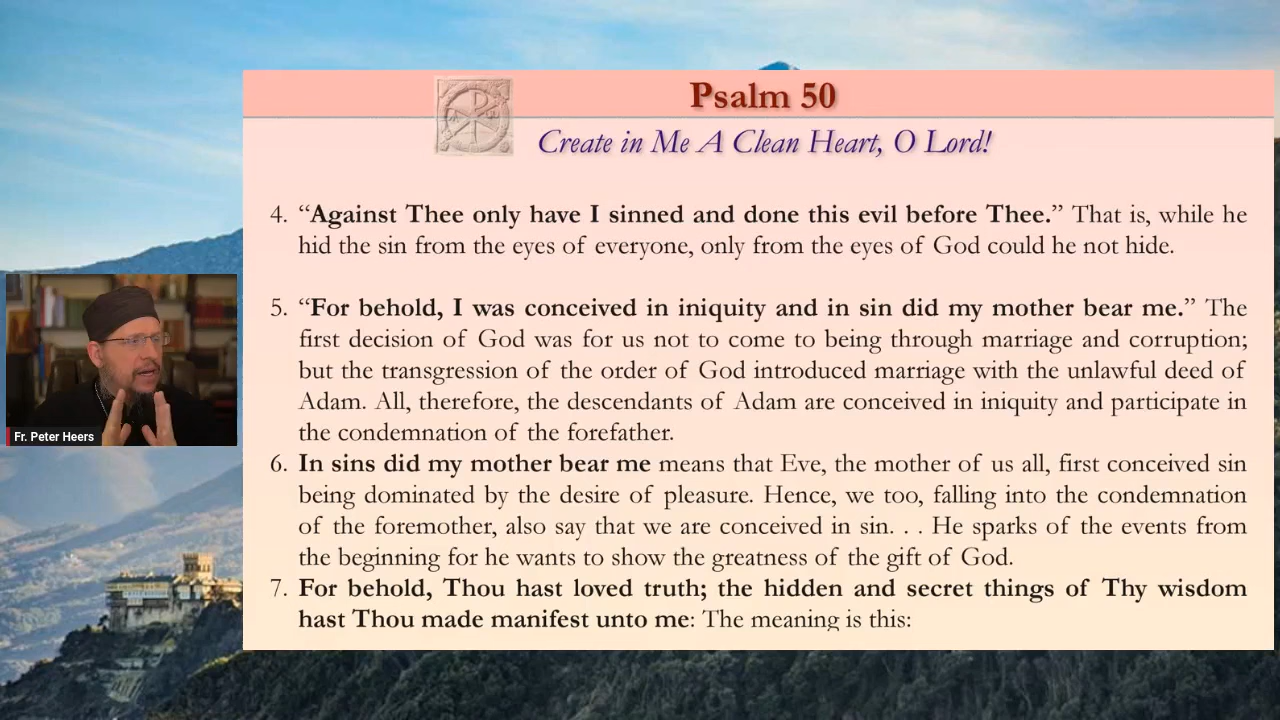 Psalm 50
Create in Me A Clean Heart, O Lord!
4. “Against Thee only have I sinned and done this evil before Thee.” That is, while he
hid the sin from the eyes of everyone, only from the eyes of God could he not hide.
5. “For behold, I was conceived in iniquity and in sin did my mother bear me.” The
first decision of God was for us not to come to being through marriage and corruption;
but the transgression of the order of God introduced marriage with the unlawful deed of
Adam. All, therefore, the descendants of Adam are conceived in iniquity and participate in
the condemnation of the forefather.
6. In sins did my mother bear me means that Eve, the mother of us all, first conceived sin
being dominated by the desire of pleasure. Hence, we too, falling into the condemnation
of the foremother, also say that we are conceived in sin. . . He sparks of the events from
the beginning for he wants to show the greatness of the gift of God.
7. For behold, Thou hast loved truth; the hidden and secret things of Thy wisdom
hast Thou made manifest unto me: The meaning is this:
Fr. Peter Heers